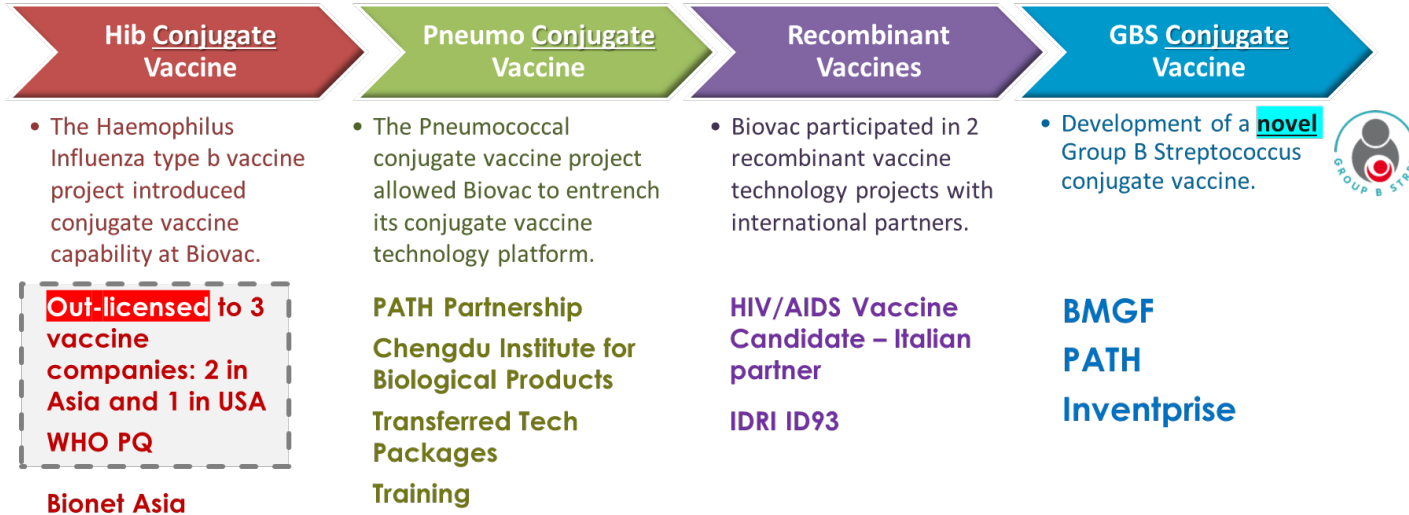 Hib Conjugate
Vaccine
• The Haemophilus
Influenza type b vaccine
project introduced
conjugate vaccine
capability at Biovac.
Out-licensed to 3
vaccine
companies: 2 in
Asia and 1 in USA
WHO PQ
Bionet Asia
Pneumo Conjugate
Vaccine
• The Pneumococcal
conjugate vaccine project
allowed Biovac to entrench
its conjugate vaccine
technology platform.
PATH Partnership
Chengdu Institute for
Biological Products
Transferred Tech
Packages
Training
Recombinant
Vaccines
• Biovac participated in 2
recombinant vaccine
technology projects with
international partners.
HIV/AIDS Vaccine
Candidate – Italian
partner
IDRI ID93
GBS Conjugate
Vaccine
• Development of a novel
Group B Streptococcus
conjugate vaccine.
GROUP B STR
BMGF
PATH
Inventprise